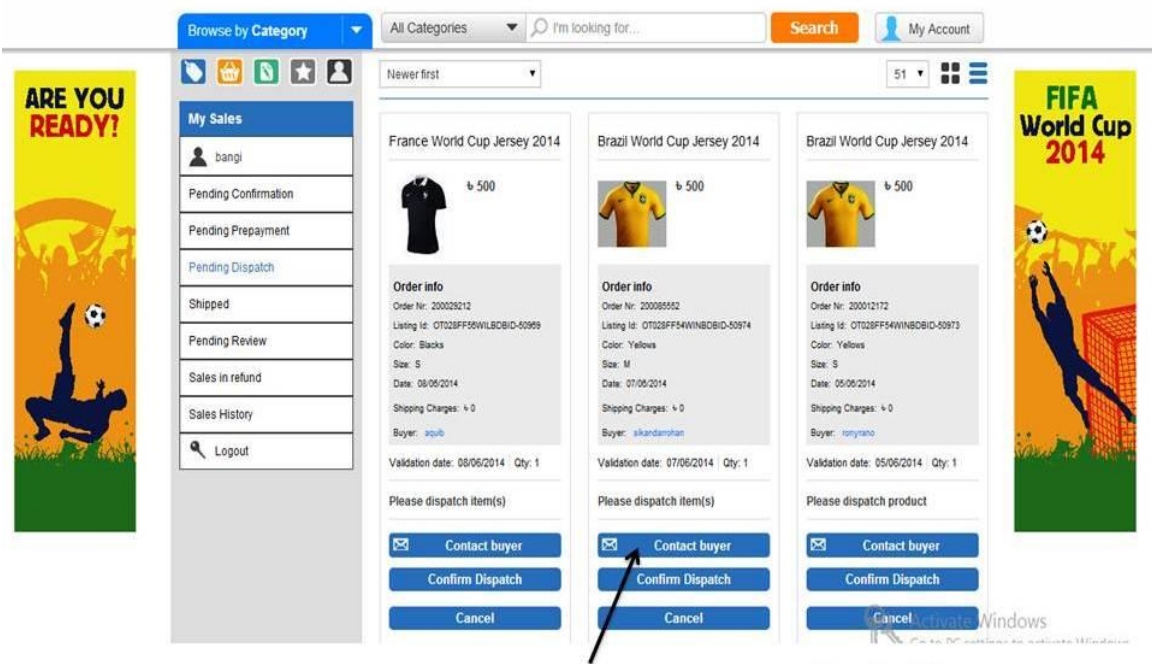 Browse by Category
All Categories
I'm looking for...
Search
My Account
ARE YOU
READY?
My Sales
bangi
Pending Confirmation
Pending Prepayment
Pending Dispatch
Shipped
Pending Review
Sales in refund
Sales History
Logout
Newer first
51
France World Cup Jersey 2014
৳ 500
Order info
Order Nr: 200029212
Listing Id: OT028FF56WILBDBID-50969
Color: Blacks
Size: S
Date: 08/06/2014
Shipping Charges: ৳ 0
Buyer: aquib
Validation date: 08/06/2014 Qty: 1
Please dispatch item(s)
Contact buyer
Confirm Dispatch
Cancel
Brazil World Cup Jersey 2014
৳ 500
Order info
Order Nr: 200085552
Listing Id: OT028FF54WINBDBID-50974
Color: Yellows
Size: M
Date: 07/06/2014
Shipping Charges: ৳ 0
Buyer: sikandarrohan
Validation date: 07/06/2014 Qty: 1
Please dispatch item(s)
Contact buyer
Confirm Dispatch
Cancel
Brazil World Cup Jersey 2014
৳ 500
Order info
Order Nr: 200012172
Listing Id: OT028FF54WINBDBID-50973
Color: Yellows
Size: S
Date: 05/06/2014
Shipping Charges: ৳ 0
Buyer: ronyrano
Validation date: 05/06/2014 Qty: 1
Please dispatch product
Contact buyer
Confirm Dispatch
Cancel
FIFA
World Cup
2014
Activate Windows
Go to PC settings to activate Windows